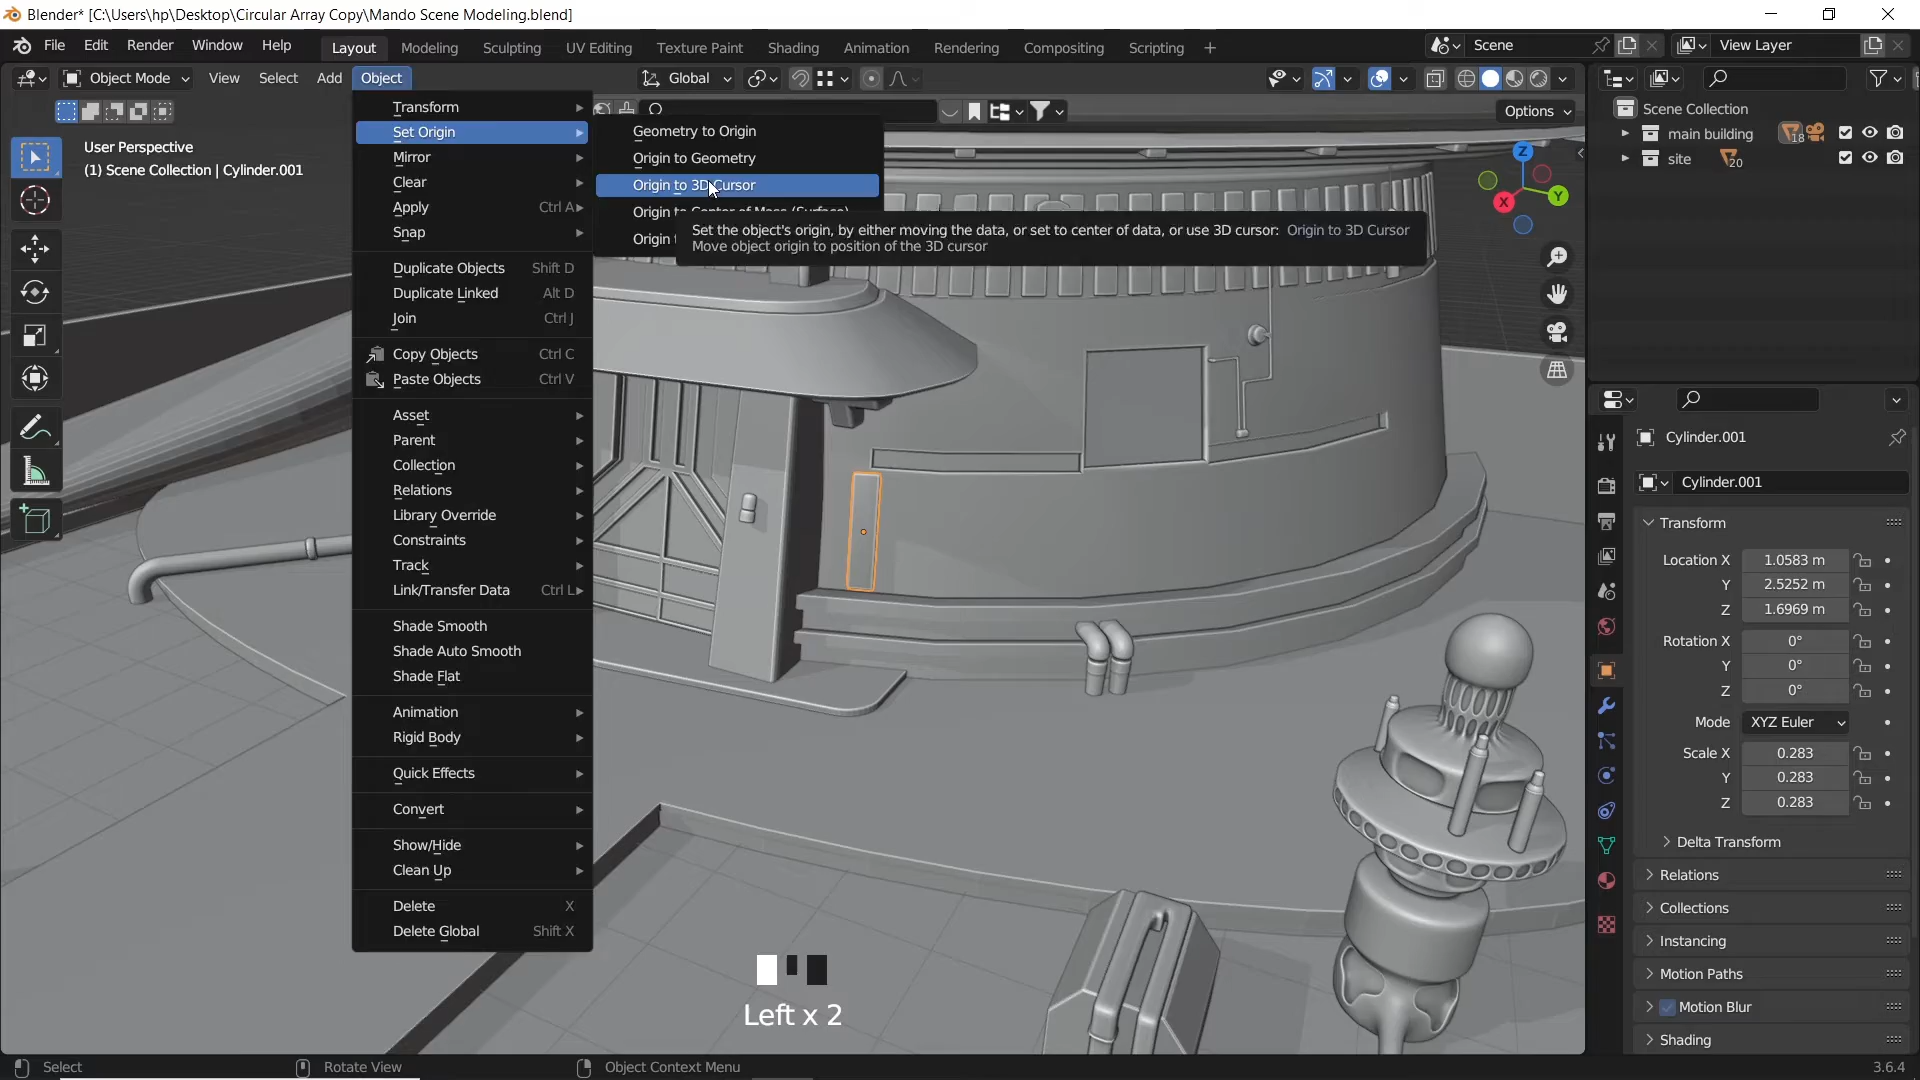 Blender* [C:\Users\hp\Desktop\Circular Array Copy\Mando Scene Modeling.blend]
File Edit Render Window Help Layout Modeling Sculpting UV Editing Texture Paint Shading Animation Rendering Compositing Scripting + Scene View Layer
Object Mode View Select Add Object Global
Options
User Perspective
(1) Scene Collection | Cylinder.001
Transform
Set Origin
Mirror
Clear
Apply Ctrl A
Snap
Duplicate Objects Shift D
Duplicate Linked Alt D
Join Ctrl J
Copy Objects Ctrl C
Paste Objects Ctrl V
Asset
Parent
Collection
Relations
Library Override
Constraints
Track
Link/Transfer Data Ctrl L
Shade Smooth
Shade Auto Smooth
Shade Flat
Animation
Rigid Body
Quick Effects
Convert
Show/Hide
Clean Up
Delete X
Delete Global Shift X
Geometry to Origin
Origin to Geometry
Origin to 3D Cursor
Origin to Center of Mass (Surface)
Origin
Set the object's origin, by either moving the data, or set to center of data, or use 3D cursor: Origin to 3D Cursor
Move object origin to position of the 3D cursor
Z
Y
X
Left x 2
Scene Collection
main building 18
site 20
Cylinder.001
Cylinder.001
Transform
Location X 1.0583 m
Y 2.5252 m
Z 1.6969 m
Rotation X 0°
Y 0°
Z 0°
Mode XYZ Euler
Scale X 0.283
Y 0.283
Z 0.283
Delta Transform
Relations
Collections
Instancing
Motion Paths
Motion Blur
Shading
Select Rotate View Object Context Menu 3.6.4